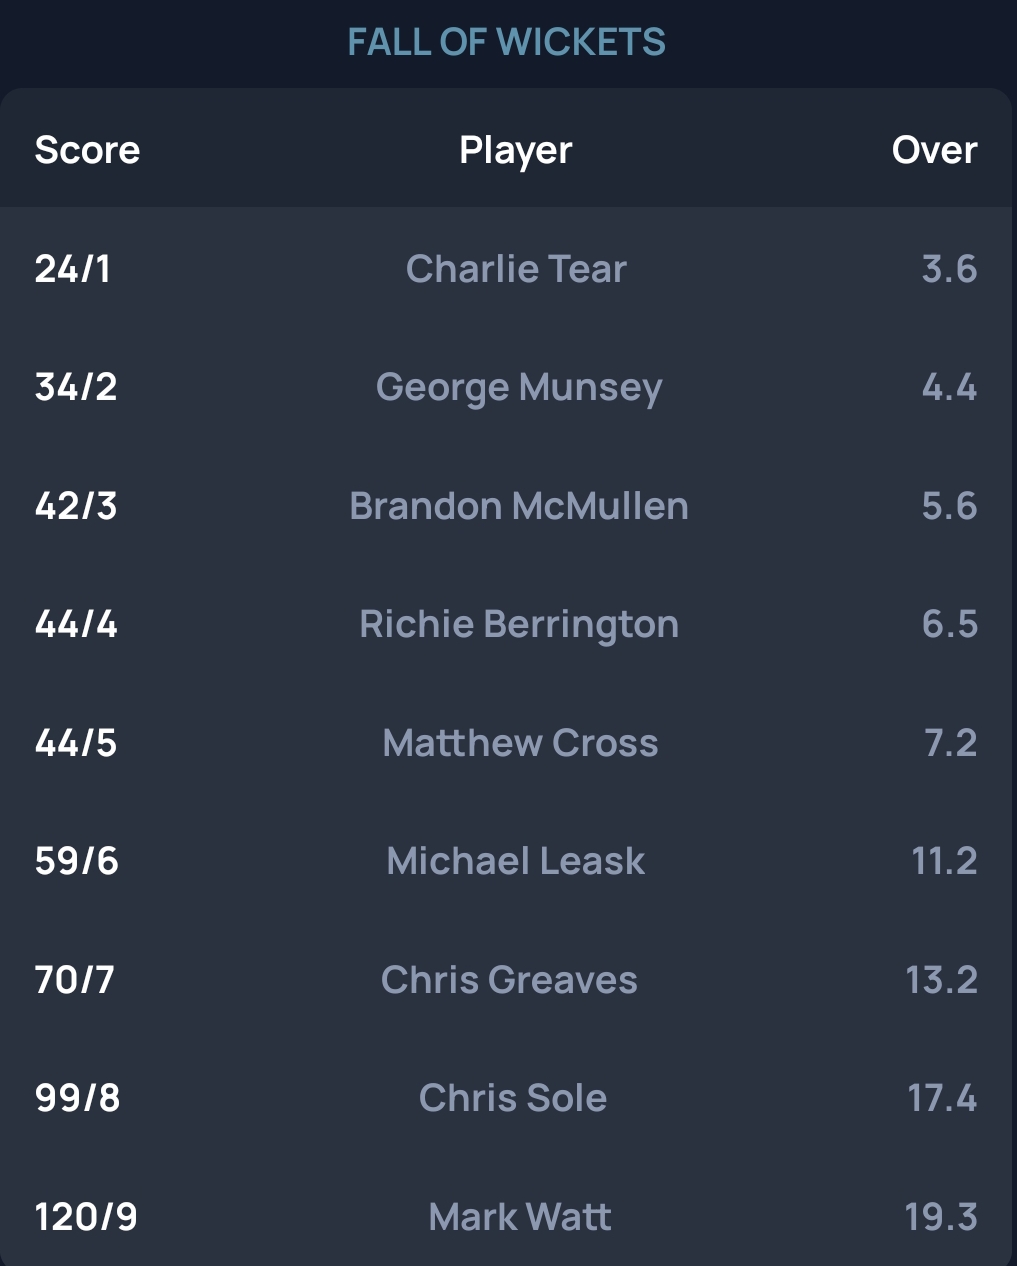 FALL OF WICKETS
Score Player Over
24/1 Charlie Tear 3.6
34/2 George Munsey 4.4
42/3 Brandon McMullen 5.6
44/4 Richie Berrington 6.5
44/5 Matthew Cross 7.2
59/6 Michael Leask 11.2
70/7 Chris Greaves 13.2
99/8 Chris Sole 17.4
120/9 Mark Watt 19.3